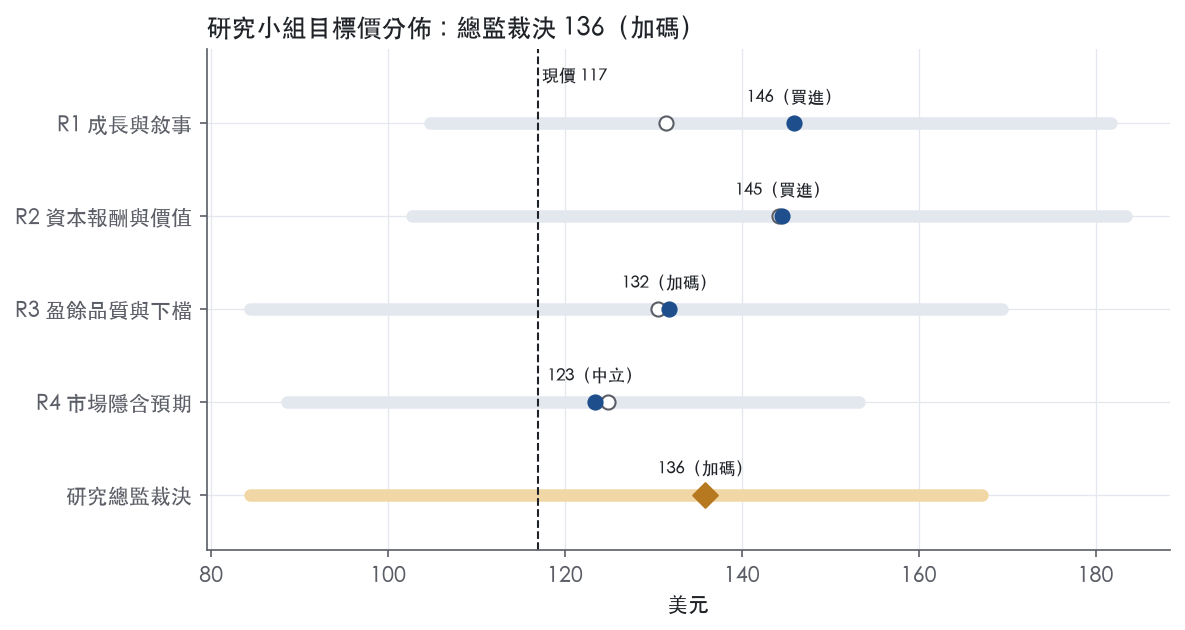 研究小組目標價分佈：總監裁決 136（加碼）
現價 117
146（買進）
R1 成長與敘事
145（買進）
R2 資本報酬與價值
132（加碼）
R3 盈餘品質與下檔
123（中立）
R4 市場隱含預期
136（加碼）
研究總監裁決
80 100 120 140 160 180
美元